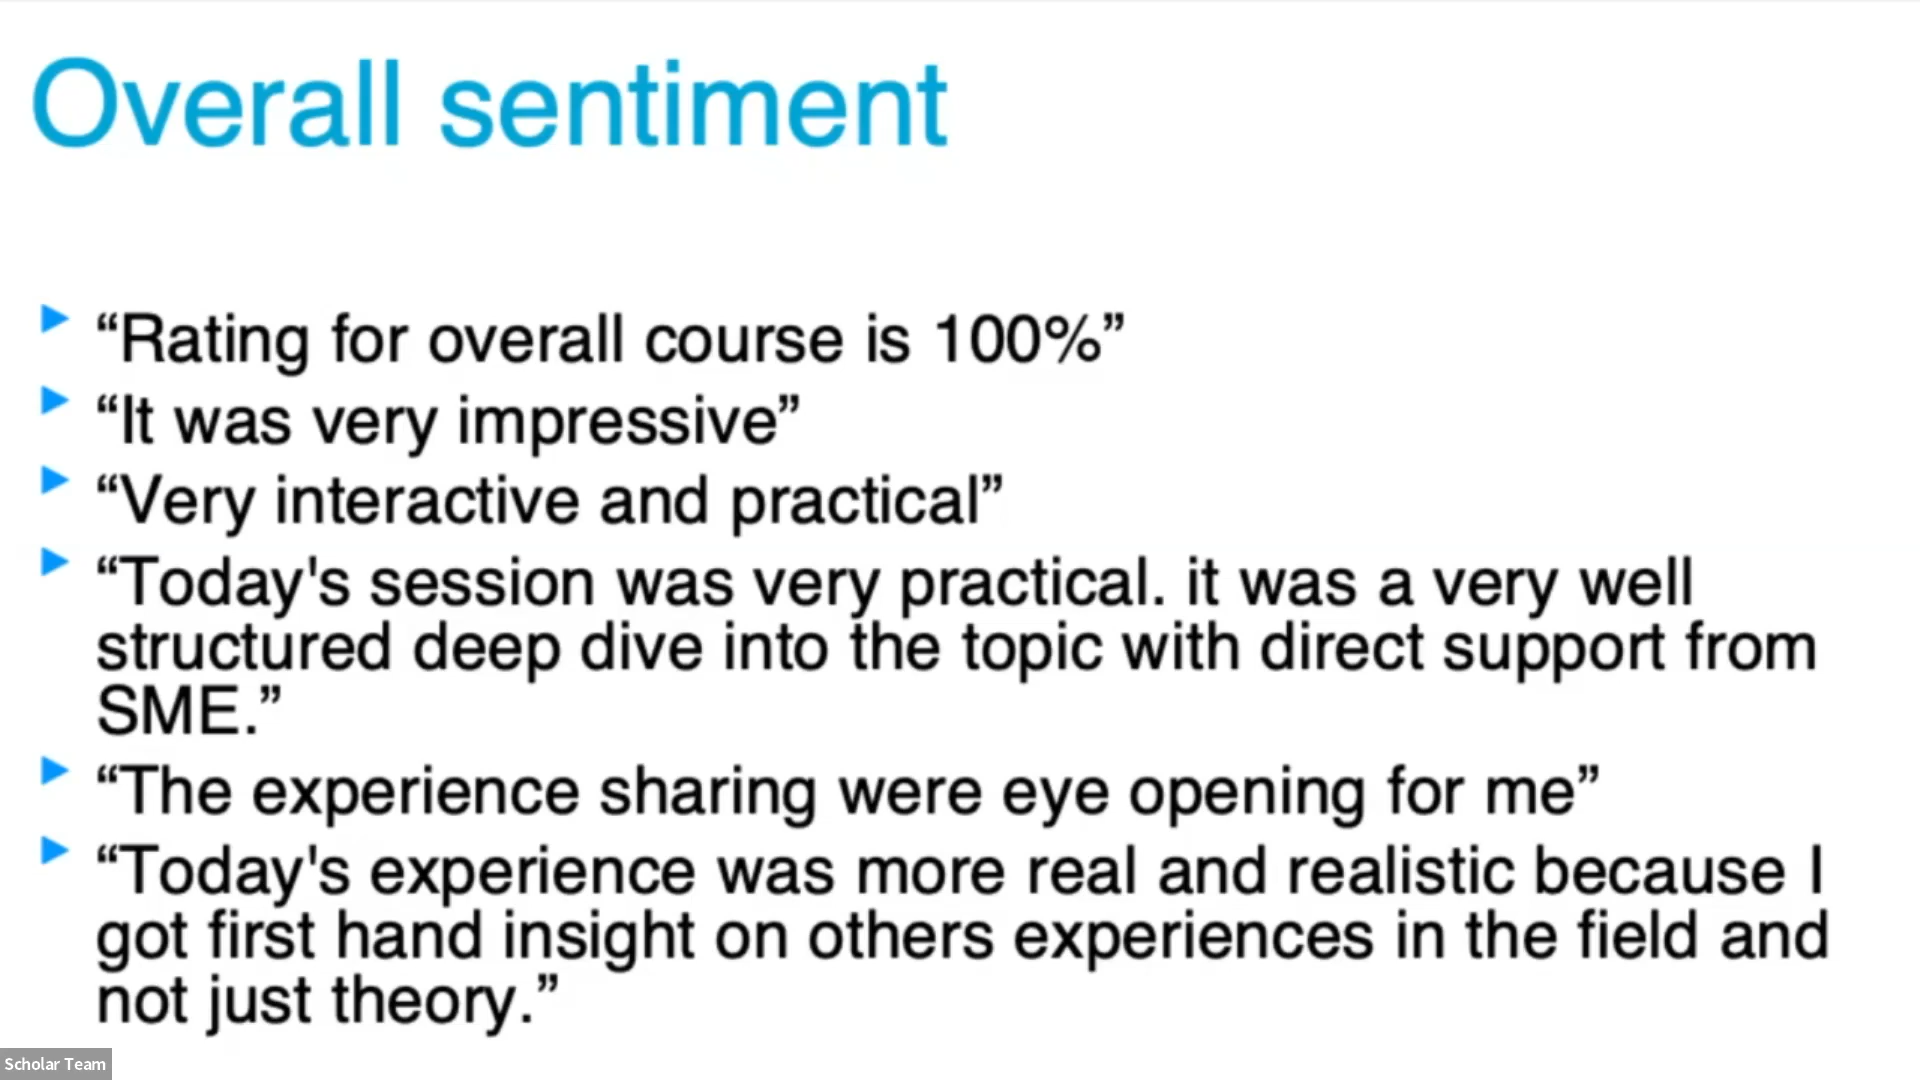 Overall sentiment
“Rating for overall course is 100%”
“It was very impressive”
“Very interactive and practical”
“Today's session was very practical. it was a very well
structured deep dive into the topic with direct support from
SME.”
“The experience sharing were eye opening for me”
“Today's experience was more real and realistic because I
got first hand insight on others experiences in the field and
not just theory.”
Scholar Team